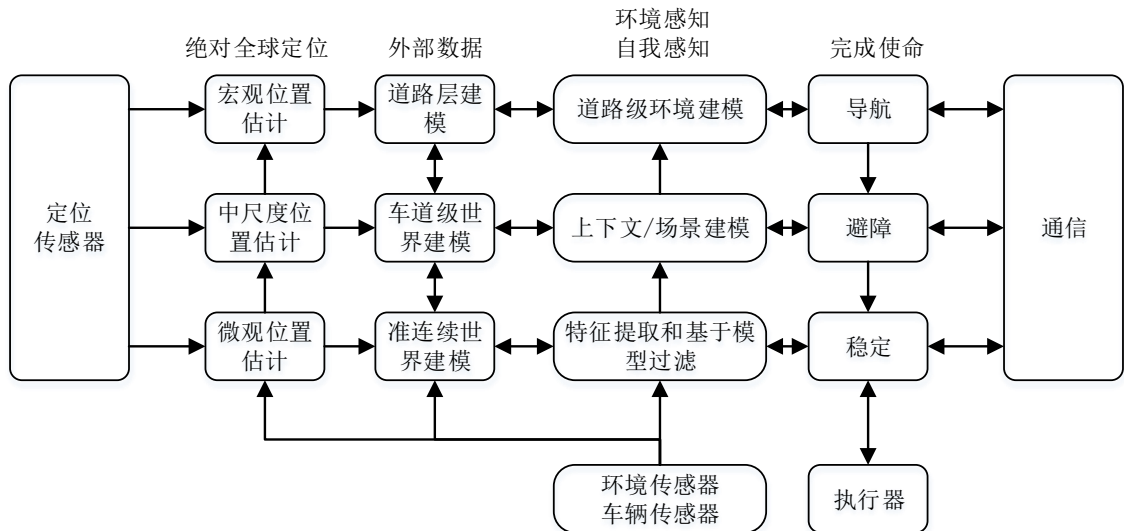 绝对全球定位
外部数据
环境感知
自我感知
完成使命
定位
传感器
宏观位置
估计
道路层建
模
道路级环境建模
导航
通信
中尺度位
置估计
车道级世
界建模
上下文/场景建模
避障
微观位置
估计
准连续世
界建模
特征提取和基于模
型过滤
稳定
环境传感器
车辆传感器
执行器